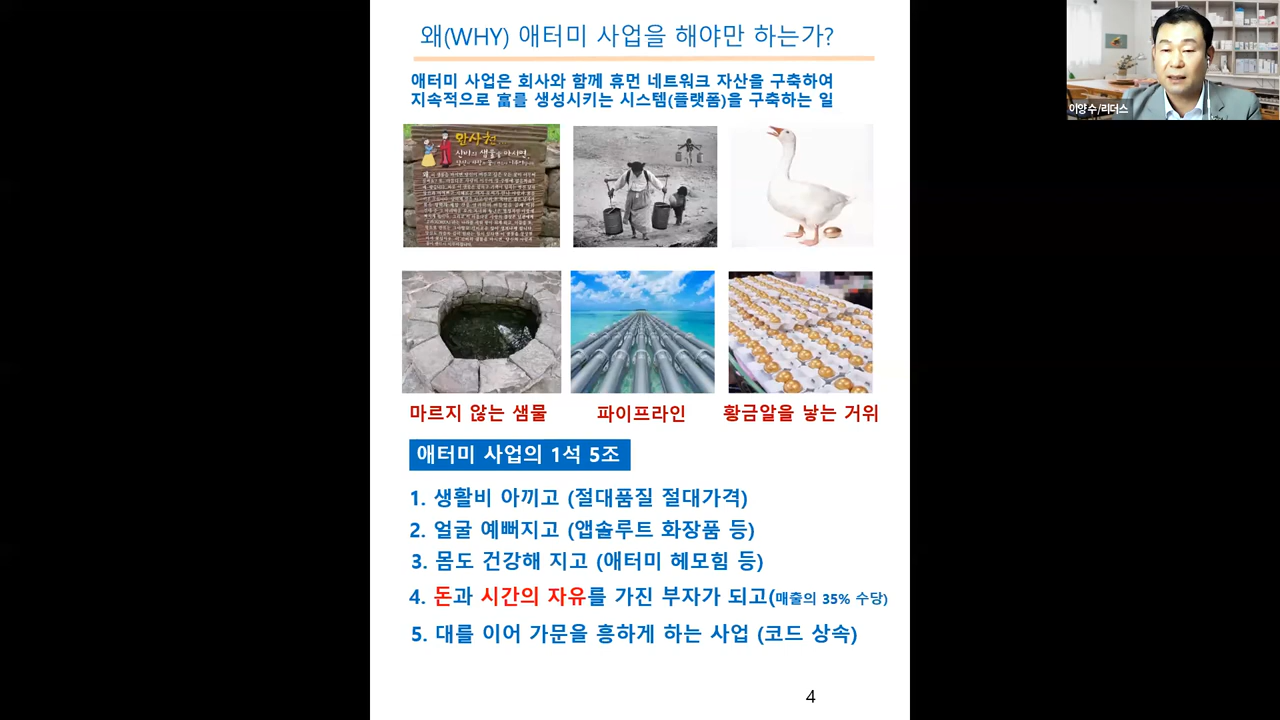 왜(WHY) 애터미 사업을 해야만 하는가?
애터미 사업은 회사와 함께 휴먼 네트워크 자산을 구축하여
지속적으로 富를 생성시키는 시스템(플랫폼)을 구축하는 일
이양수/리더스
마르지 않는 샘물
파이프라인
황금알을 낳는 거위
애터미 사업의 1석 5조
1. 생활비 아끼고 (절대품질 절대가격)
2. 얼굴 예뻐지고 (앱솔루트 화장품 등)
3. 몸도 건강해 지고 (애터미 헤모힘 등)
4. 돈과 시간의 자유를 가진 부자가 되고(매출의 35% 수당)
5. 대를 이어 가문을 흥하게 하는 사업 (코드 상속)
4